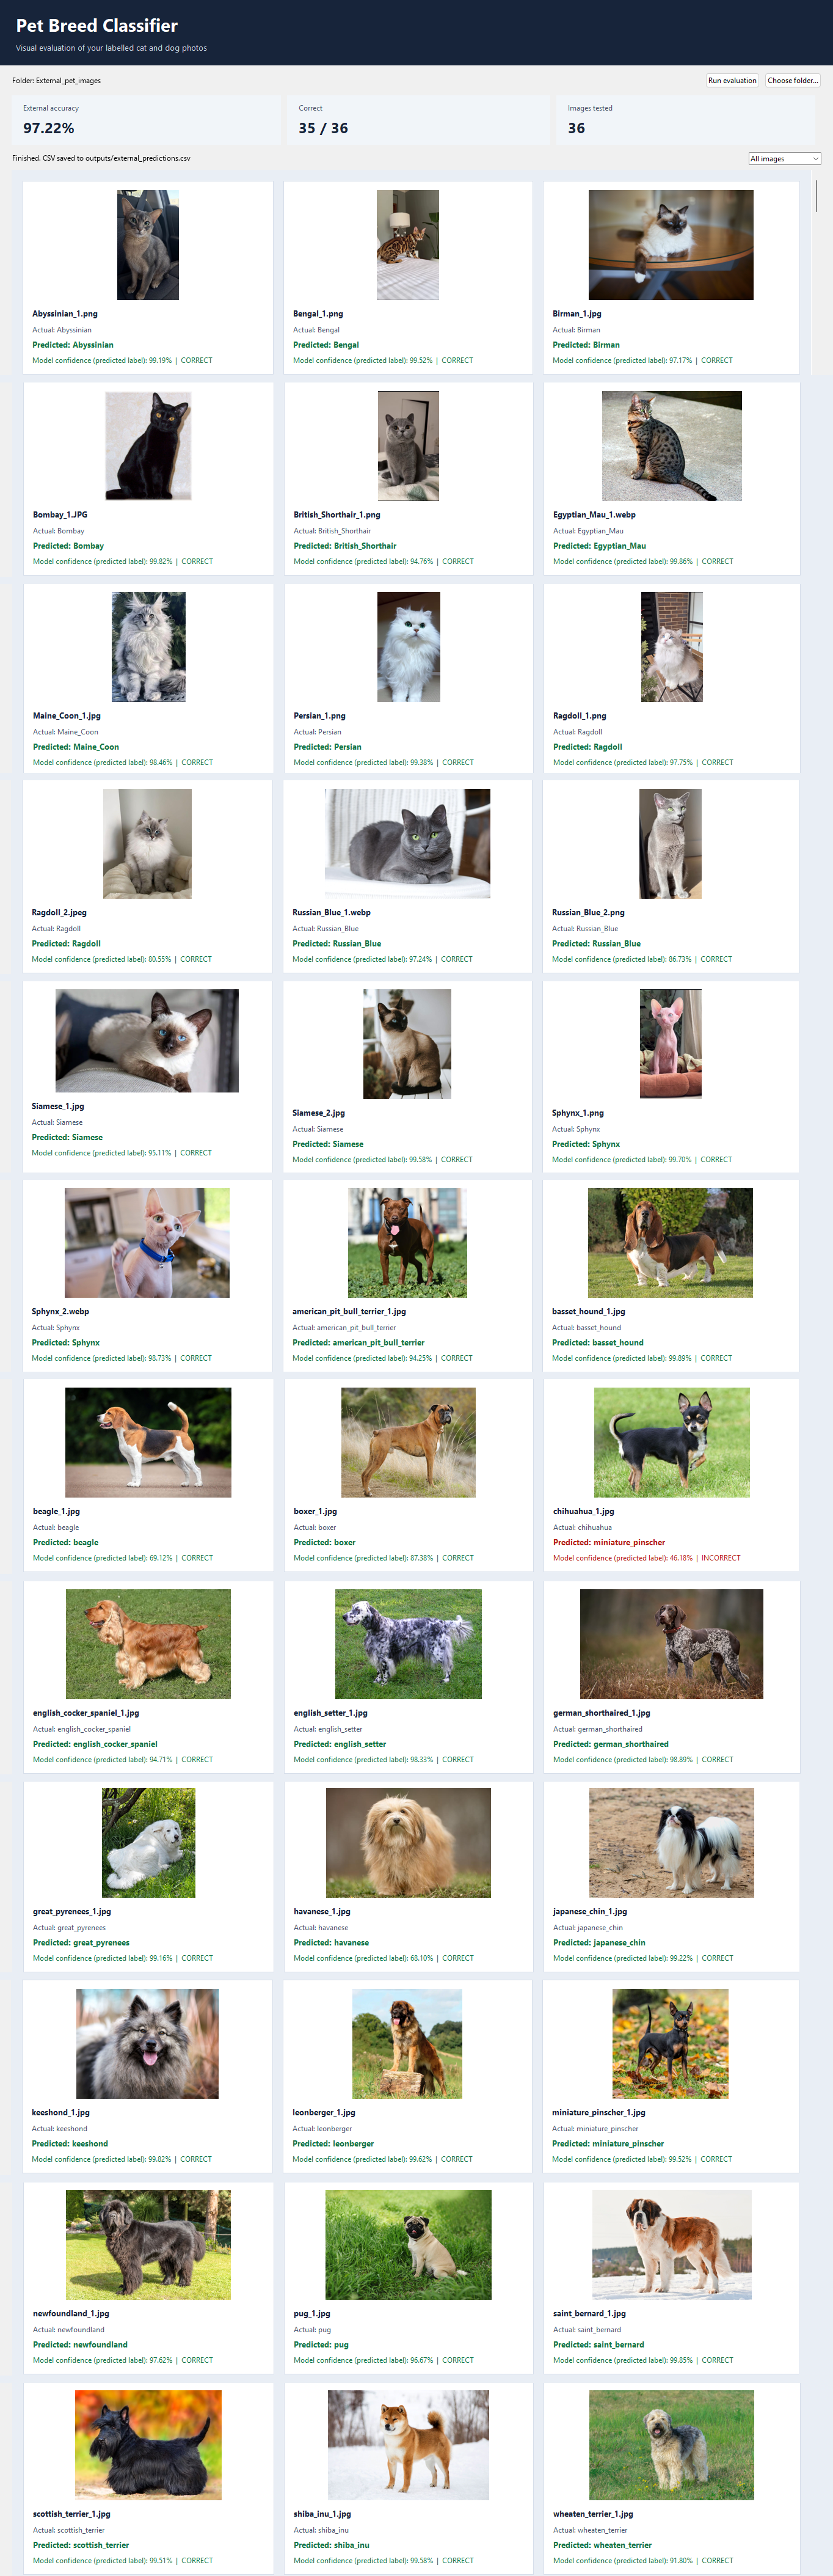 Pet Breed Classifier
Visual evaluation of your labelled cat and dog photos
Folder: External_pet_images
Run evaluation
Choose folder...
External accuracy
97.22%
Correct
35 / 36
Images tested
36
Finished. CSV saved to outputs/external_predictions.csv
All images
Abyssinian_1.png
Actual: Abyssinian
Predicted: Abyssinian
Model confidence (predicted label): 99.19% | CORRECT
Bengal_1.png
Actual: Bengal
Predicted: Bengal
Model confidence (predicted label): 99.52% | CORRECT
Birman_1.jpg
Actual: Birman
Predicted: Birman
Model confidence (predicted label): 97.17% | CORRECT
Bombay_1.JPG
Actual: Bombay
Predicted: Bombay
Model confidence (predicted label): 99.82% | CORRECT
British_Shorthair_1.png
Actual: British_Shorthair
Predicted: British_Shorthair
Model confidence (predicted label): 94.76% | CORRECT
Egyptian_Mau_1.webp
Actual: Egyptian_Mau
Predicted: Egyptian_Mau
Model confidence (predicted label): 99.86% | CORRECT
Maine_Coon_1.jpg
Actual: Maine_Coon
Predicted: Maine_Coon
Model confidence (predicted label): 98.46% | CORRECT
Persian_1.png
Actual: Persian
Predicted: Persian
Model confidence (predicted label): 99.38% | CORRECT
Ragdoll_1.png
Actual: Ragdoll
Predicted: Ragdoll
Model confidence (predicted label): 97.75% | CORRECT
Ragdoll_2.jpeg
Actual: Ragdoll
Predicted: Ragdoll
Model confidence (predicted label): 80.55% | CORRECT
Russian_Blue_1.webp
Actual: Russian_Blue
Predicted: Russian_Blue
Model confidence (predicted label): 97.24% | CORRECT
Russian_Blue_2.png
Actual: Russian_Blue
Predicted: Russian_Blue
Model confidence (predicted label): 86.73% | CORRECT
Siamese_1.jpg
Actual: Siamese
Predicted: Siamese
Model confidence (predicted label): 95.11% | CORRECT
Siamese_2.jpg
Actual: Siamese
Predicted: Siamese
Model confidence (predicted label): 99.58% | CORRECT
Sphynx_1.png
Actual: Sphynx
Predicted: Sphynx
Model confidence (predicted label): 99.70% | CORRECT
Sphynx_2.webp
Actual: Sphynx
Predicted: Sphynx
Model confidence (predicted label): 98.73% | CORRECT
american_pit_bull_terrier_1.jpg
Actual: american_pit_bull_terrier
Predicted: american_pit_bull_terrier
Model confidence (predicted label): 94.25% | CORRECT
basset_hound_1.jpg
Actual: basset_hound
Predicted: basset_hound
Model confidence (predicted label): 99.89% | CORRECT
beagle_1.jpg
Actual: beagle
Predicted: beagle
Model confidence (predicted label): 69.12% | CORRECT
boxer_1.jpg
Actual: boxer
Predicted: boxer
Model confidence (predicted label): 87.38% | CORRECT
chihuahua_1.jpg
Actual: chihuahua
Predicted: miniature_pinscher
Model confidence (predicted label): 46.18% | INCORRECT
english_cocker_spaniel_1.jpg
Actual: english_cocker_spaniel
Predicted: english_cocker_spaniel
Model confidence (predicted label): 94.71% | CORRECT
english_setter_1.jpg
Actual: english_setter
Predicted: english_setter
Model confidence (predicted label): 98.33% | CORRECT
german_shorthaired_1.jpg
Actual: german_shorthaired
Predicted: german_shorthaired
Model confidence (predicted label): 98.89% | CORRECT
great_pyrenees_1.jpg
Actual: great_pyrenees
Predicted: great_pyrenees
Model confidence (predicted label): 99.16% | CORRECT
havanese_1.jpg
Actual: havanese
Predicted: havanese
Model confidence (predicted label): 68.10% | CORRECT
japanese_chin_1.jpg
Actual: japanese_chin
Predicted: japanese_chin
Model confidence (predicted label): 99.22% | CORRECT
keeshond_1.jpg
Actual: keeshond
Predicted: keeshond
Model confidence (predicted label): 99.82% | CORRECT
leonberger_1.jpg
Actual: leonberger
Predicted: leonberger
Model confidence (predicted label): 99.62% | CORRECT
miniature_pinscher_1.jpg
Actual: miniature_pinscher
Predicted: miniature_pinscher
Model confidence (predicted label): 99.52% | CORRECT
newfoundland_1.jpg
Actual: newfoundland
Predicted: newfoundland
Model confidence (predicted label): 97.62% | CORRECT
pug_1.jpg
Actual: pug
Predicted: pug
Model confidence (predicted label): 96.67% | CORRECT
saint_bernard_1.jpg
Actual: saint_bernard
Predicted: saint_bernard
Model confidence (predicted label): 99.85% | CORRECT
scottish_terrier_1.jpg
Actual: scottish_terrier
Predicted: scottish_terrier
Model confidence (predicted label): 99.51% | CORRECT
shiba_inu_1.jpg
Actual: shiba_inu
Predicted: shiba_inu
Model confidence (predicted label): 99.58% | CORRECT
wheaten_terrier_1.jpg
Actual: wheaten_terrier
Predicted: wheaten_terrier
Model confidence (predicted label): 91.80% | CORRECT